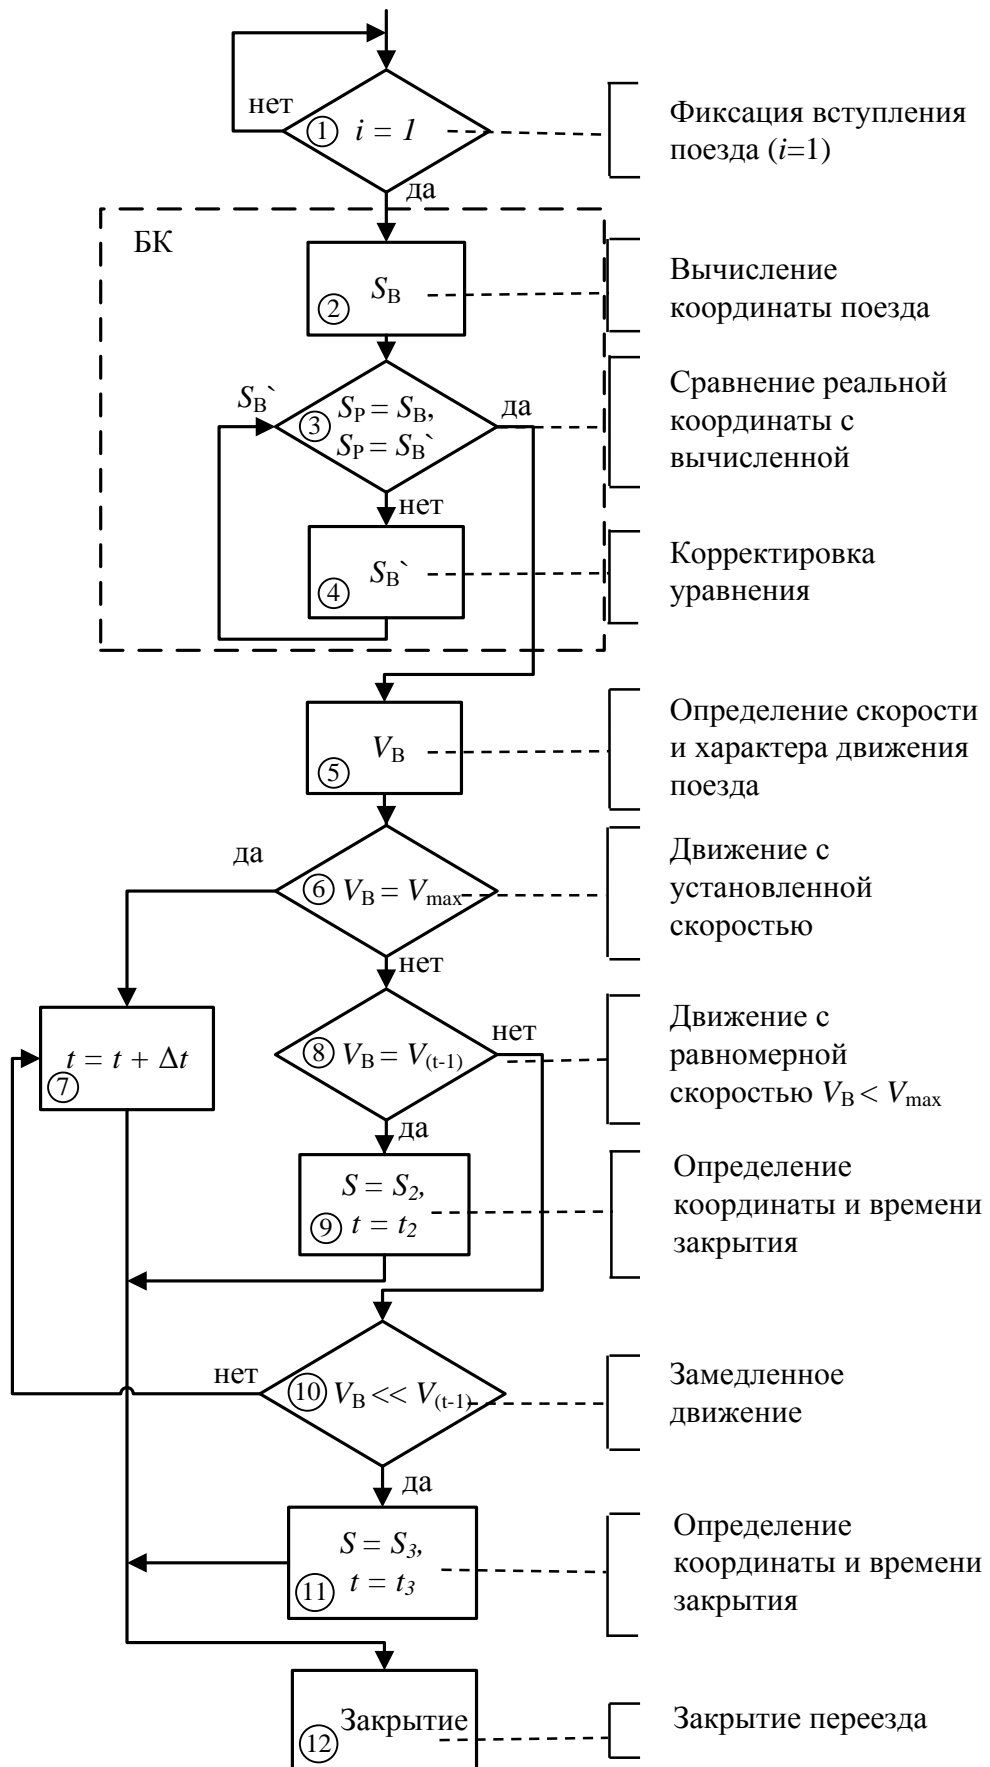 нет
1
i = 1
Фиксация вступления
поезда (i=1)
да
БК
2
S_В
Вычисление
координаты поезда
S_В`
3
S_Р = S_В,
S_Р = S_В`
да
Сравнение реальной
координаты с
вычисленной
нет
4
S_В`
Корректировка
уравнения
5
V_В
Определение скорости
и характера движения
поезда
да
6
V_В = V_max
Движение с
установленной
скоростью
нет
7
t = t + Δt
8
V_В = V_(t-1)
нет
Движение с
равномерной
скоростью V_В < V_max
да
9
S = S_2,
t = t_2
Определение
координаты и времени
закрытия
нет
10
V_В << V_(t-1)
Замедленное
движение
да
11
S = S_3,
t = t_3
Определение
координаты и времени
закрытия
12
Закрытие
Закрытие переезда